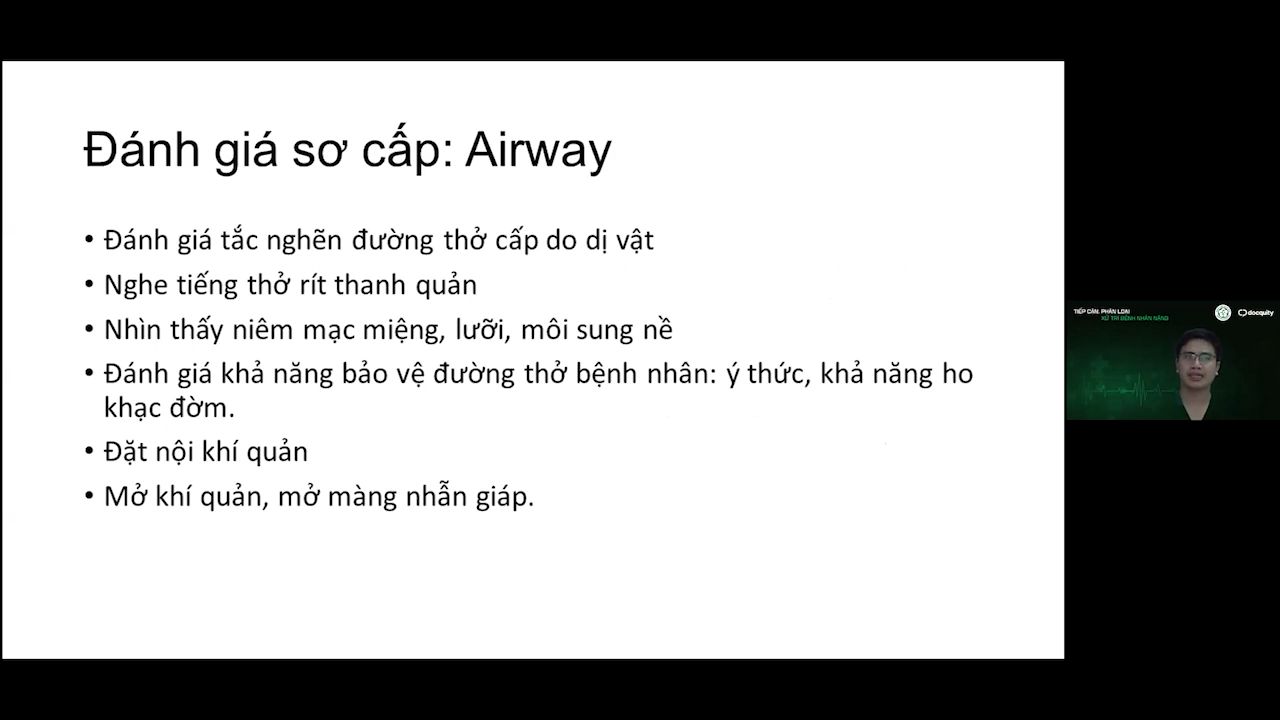 Đánh giá sơ cấp: Airway
• Đánh giá tắc nghẽn đường thở cấp do dị vật
• Nghe tiếng thở rít thanh quản
• Nhìn thấy niêm mạc miệng, lưỡi, môi sung nề
• Đánh giá khả năng bảo vệ đường thở bệnh nhân: ý thức, khả năng ho
khạc đờm.
• Đặt nội khí quản
• Mở khí quản, mở màng nhẫn giáp.
TIẾP CẬN, PHÂN LOẠI
XỬ TRÍ BỆNH NHÂN NẶNG
docquity